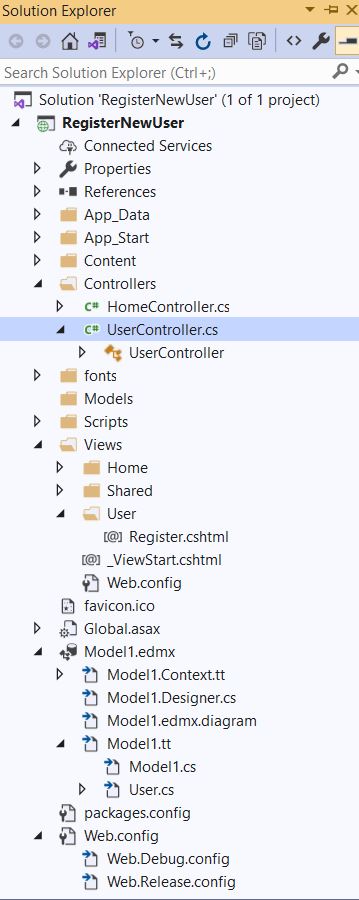 Solution Explorer
Search Solution Explorer (Ctrl+;)
Solution 'RegisterNewUser' (1 of 1 project)
RegisterNewUser
Connected Services
Properties
References
App_Data
App_Start
Content
Controllers
C# HomeController.cs
C# UserController.cs
UserController
fonts
Models
Scripts
Views
Home
Shared
User
[@] Register.cshtml
[@] _ViewStart.cshtml
Web.config
favicon.ico
Global.asax
Model1.edmx
Model1.Context.tt
Model1.Designer.cs
Model1.edmx.diagram
Model1.tt
Model1.cs
User.cs
packages.config
Web.config
Web.Debug.config
Web.Release.config